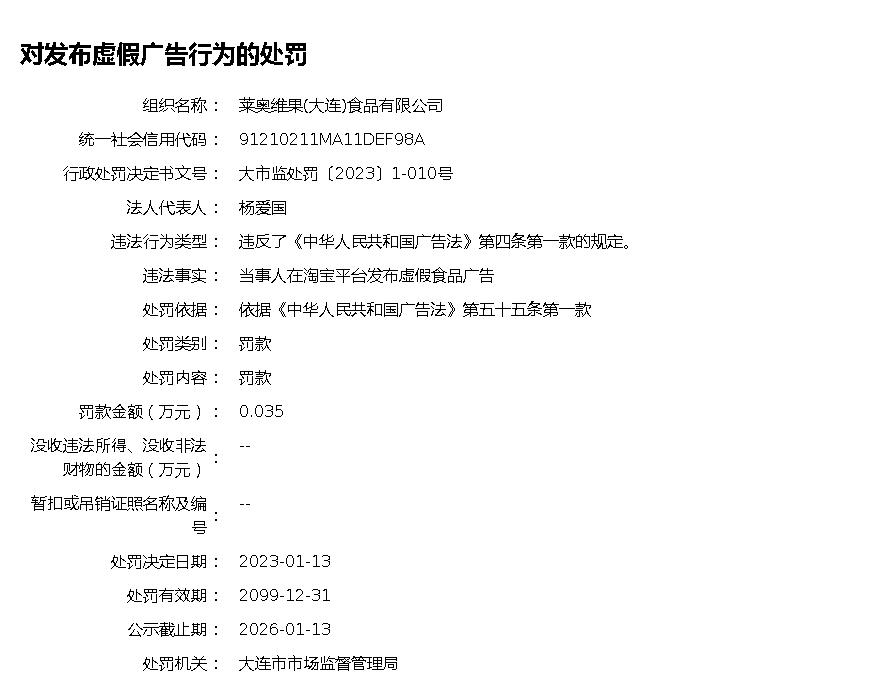 对发布虚假广告行为的处罚
组织名称： 莱奥维果(大连)食品有限公司
统一社会信用代码： 91210211MA11DEF98A
行政处罚决定书文号： 大市监处罚〔2023〕1-010号
法人代表人： 杨爱国
违法行为类型： 违反了《中华人民共和国广告法》第四条第一款的规定。
违法事实： 当事人在淘宝平台发布虚假食品广告
处罚依据： 依据《中华人民共和国广告法》第五十五条第一款
处罚类别： 罚款
处罚内容： 罚款
罚款金额（万元）： 0.035
没收违法所得、没收非法
财物的金额（万元）： --
暂扣或吊销证照名称及编
号： --
处罚决定日期： 2023-01-13
处罚有效期： 2099-12-31
公示截止期： 2026-01-13
处罚机关： 大连市市场监督管理局